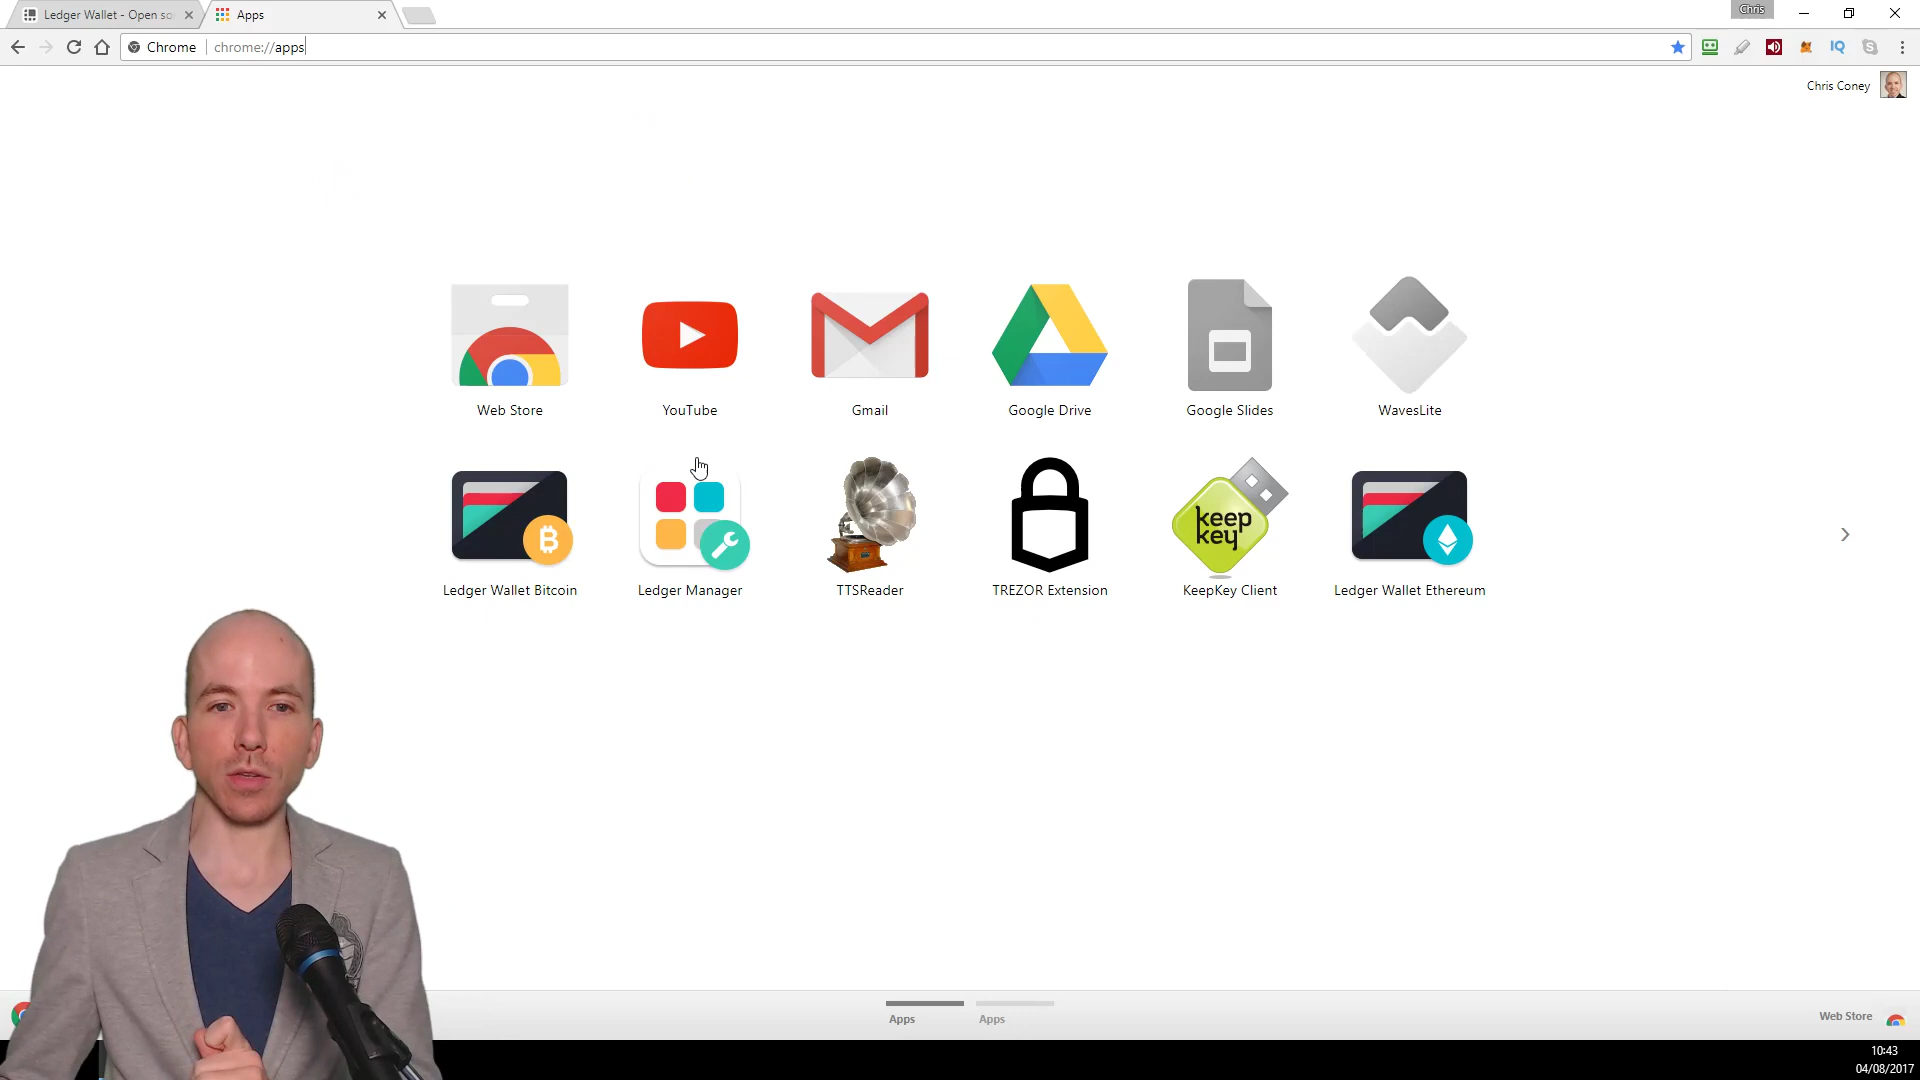 Ledger Wallet - Open so
Apps
Chris
Chrome
chrome://apps
IQ
Chris Coney
Web Store
YouTube
Gmail
Google Drive
Google Slides
WavesLite
keep
key
Ledger Wallet Bitcoin
Ledger Manager
TTSReader
TREZOR Extension
KeepKey Client
Ledger Wallet Ethereum
Apps
Apps
Web Store
10:43
04/08/2017